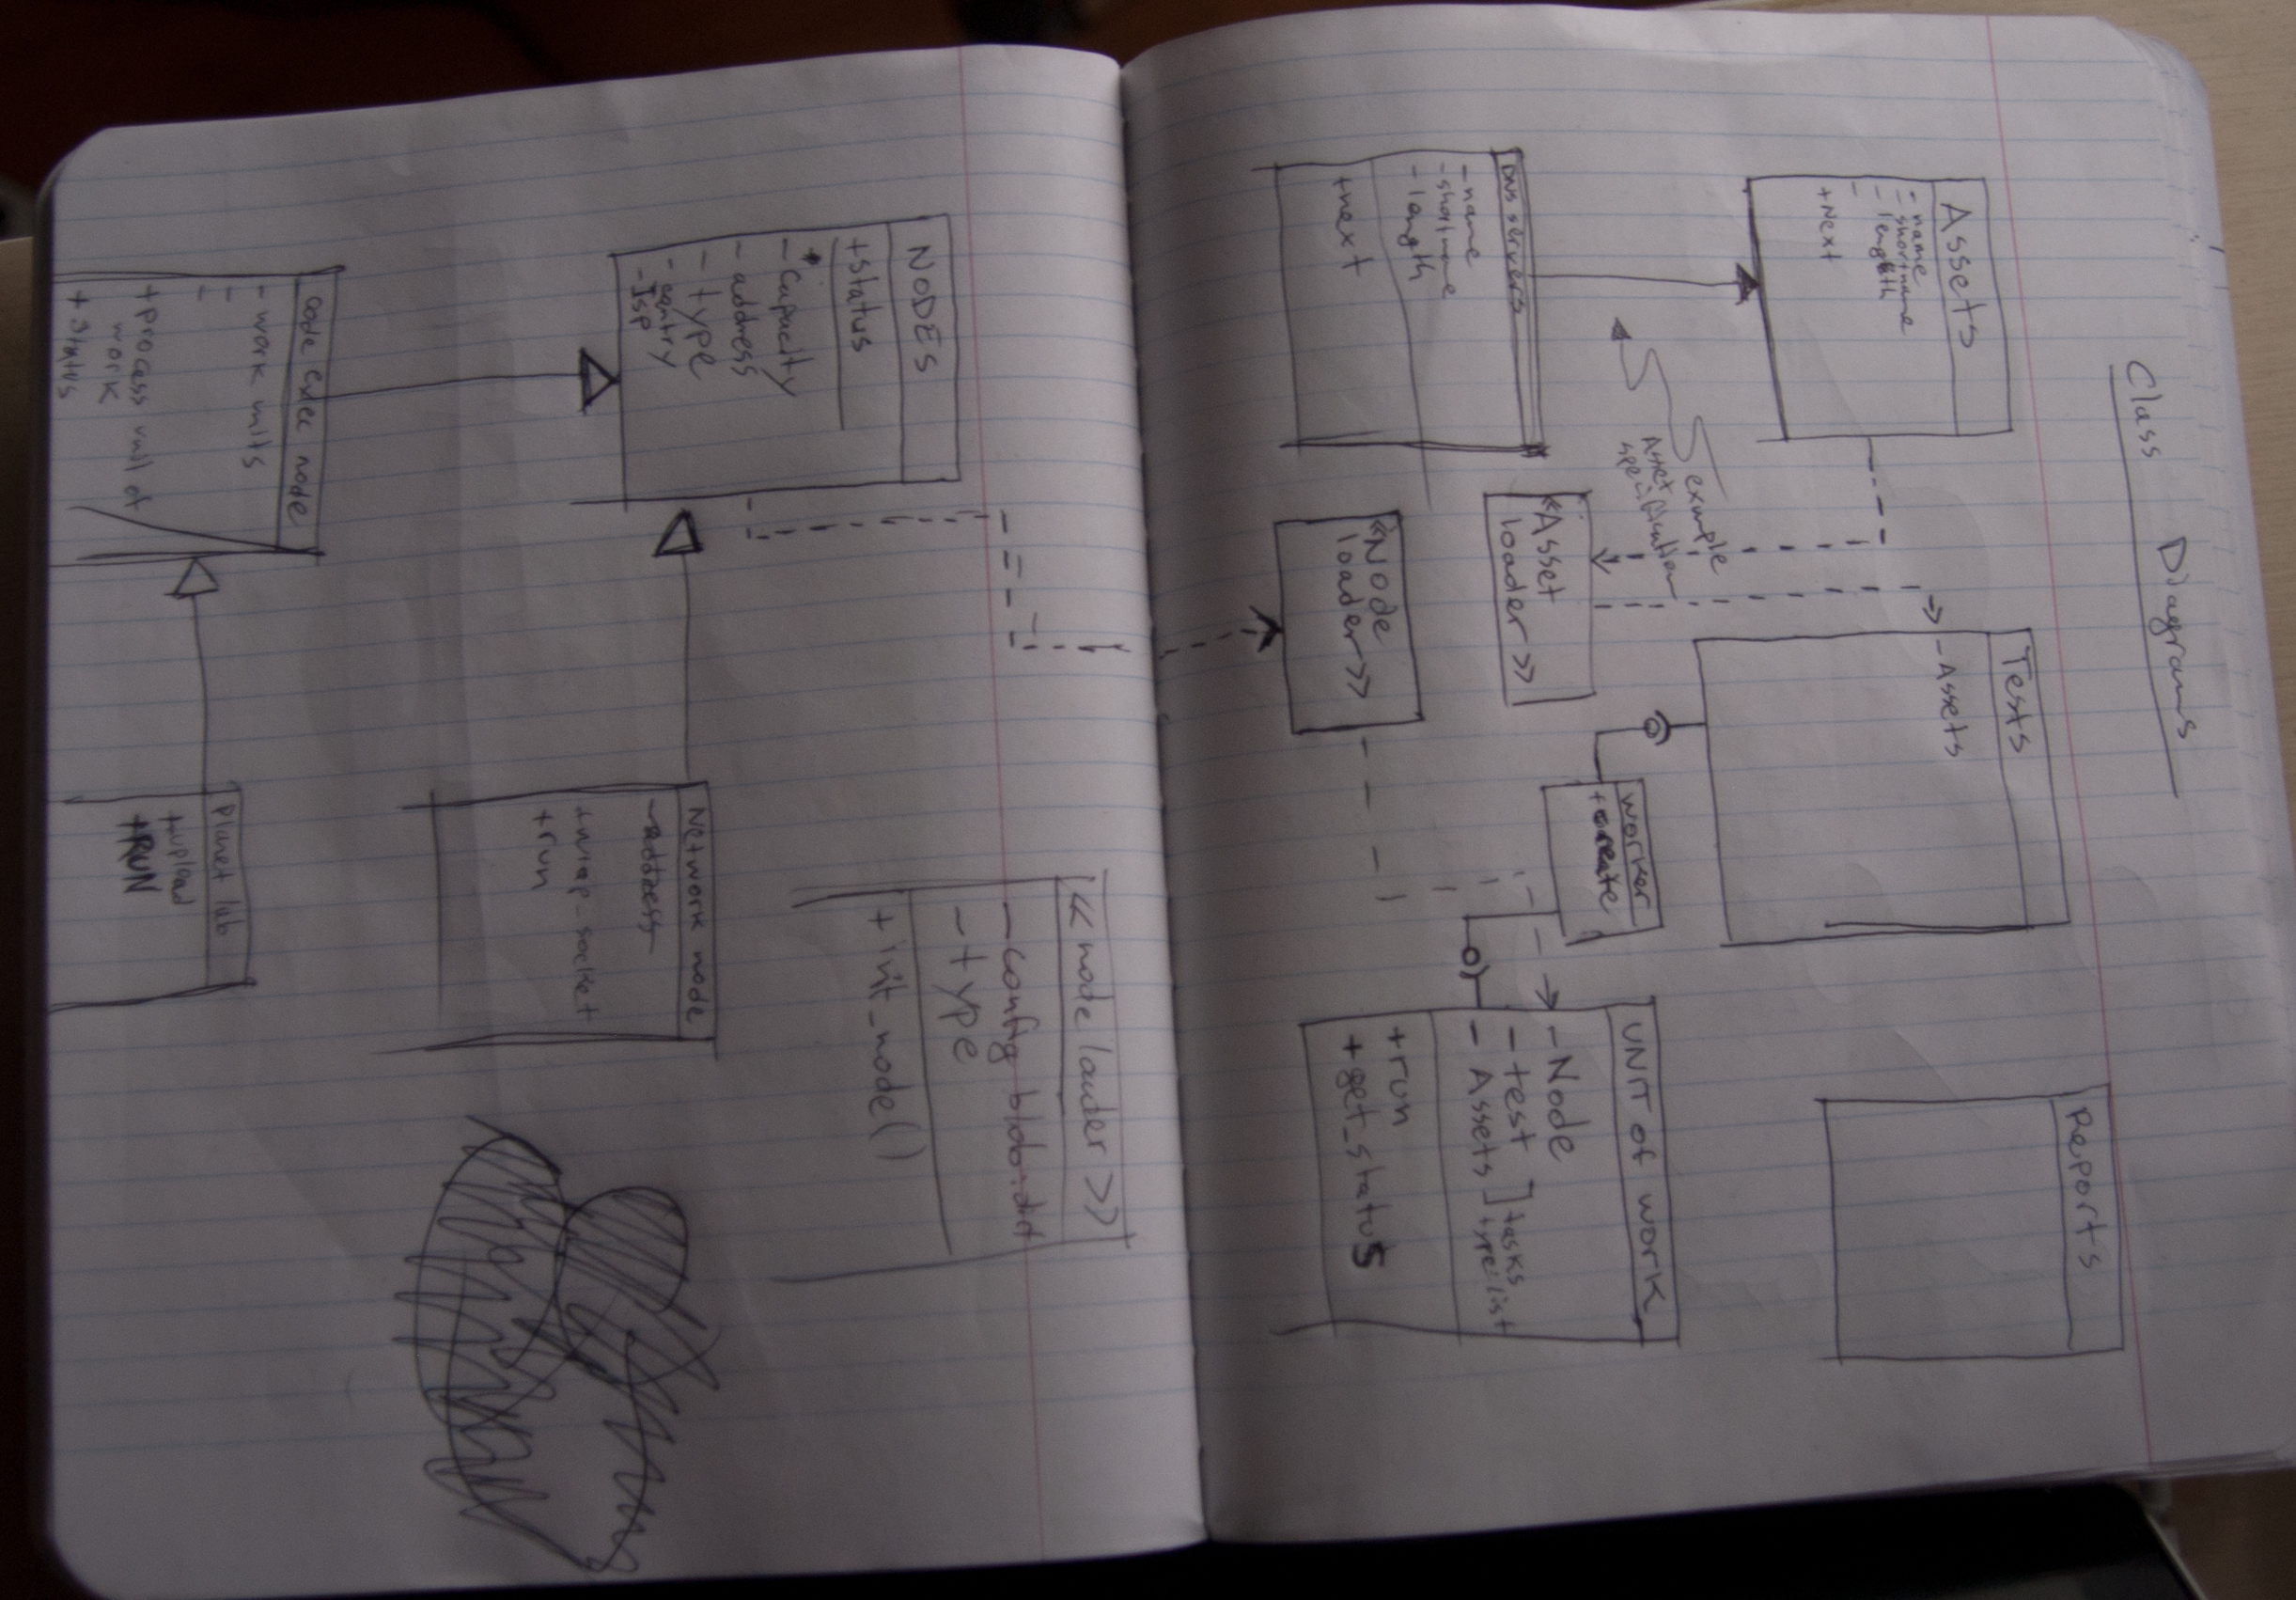 Class Diagrams
Assets
- name
- shortname
- length
-
+Next
Tests
- Assets
Reports
example
Asset
specification
DNS servers
- name
- shortname
- length
+next
<<Asset
loader>>
worker
+create
UNIT of work
- Node
- test ] tasks
- Assets ] type:list
+run
+get_status
<<Node
loader>>
<<node loader>>
- config_blob:dict
- type
+init_node()
NODES
+status
- capacity
- address
- type
- contry
- Isp
Network node
- address
+wrap-socket
+run
code exec node
- work units
-
-
+process unit of
work
+status
Planet lab
+upload
+RUN